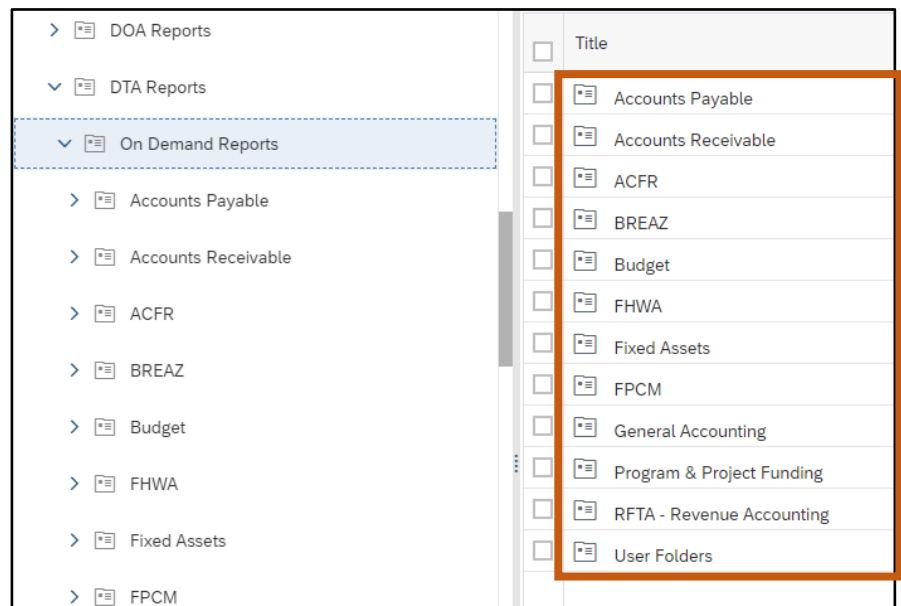 DOA Reports
DTA Reports
On Demand Reports
Accounts Payable
Accounts Receivable
ACFR
BREAZ
Budget
FHWA
Fixed Assets
FPCM
Title
Accounts Payable
Accounts Receivable
ACFR
BREAZ
Budget
FHWA
Fixed Assets
FPCM
General Accounting
Program & Project Funding
RFTA - Revenue Accounting
User Folders